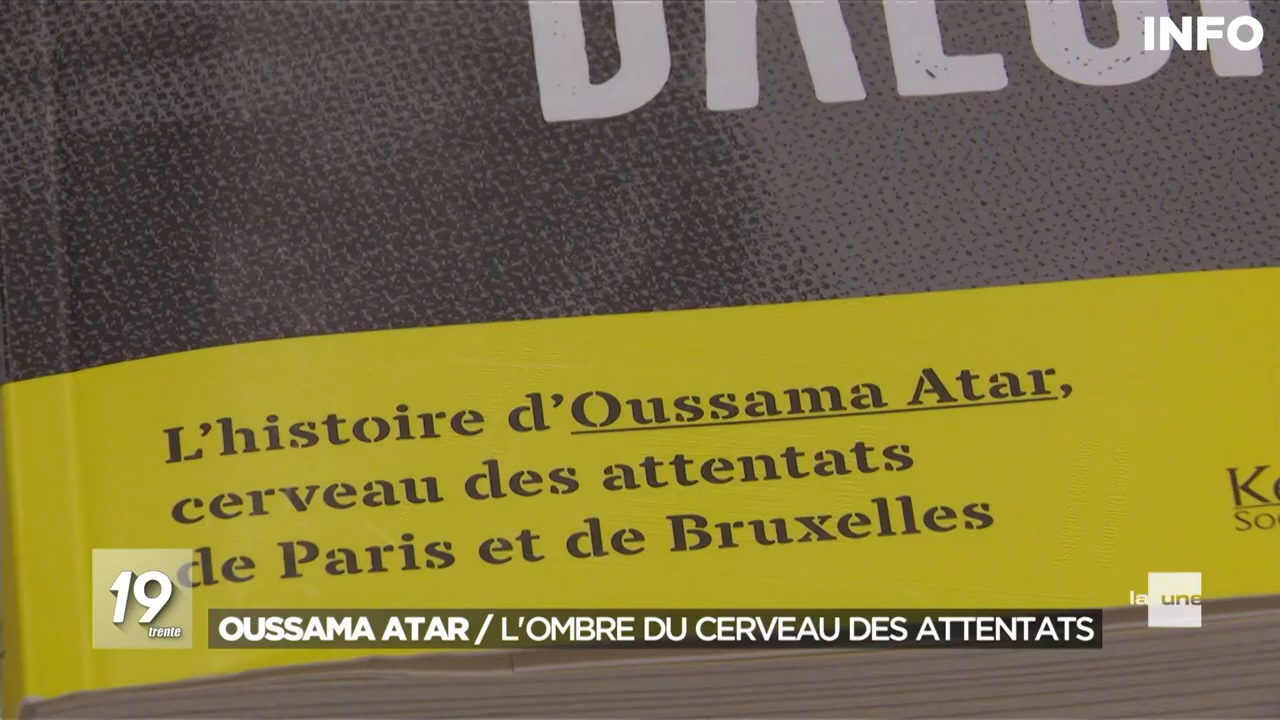 INFO
L'histoire d'Oussama Atar,
cerveau des attentats
de Paris et de Bruxelles
19
trente
OUSSAMA ATAR / L'OMBRE DU CERVEAU DES ATTENTATS
la une